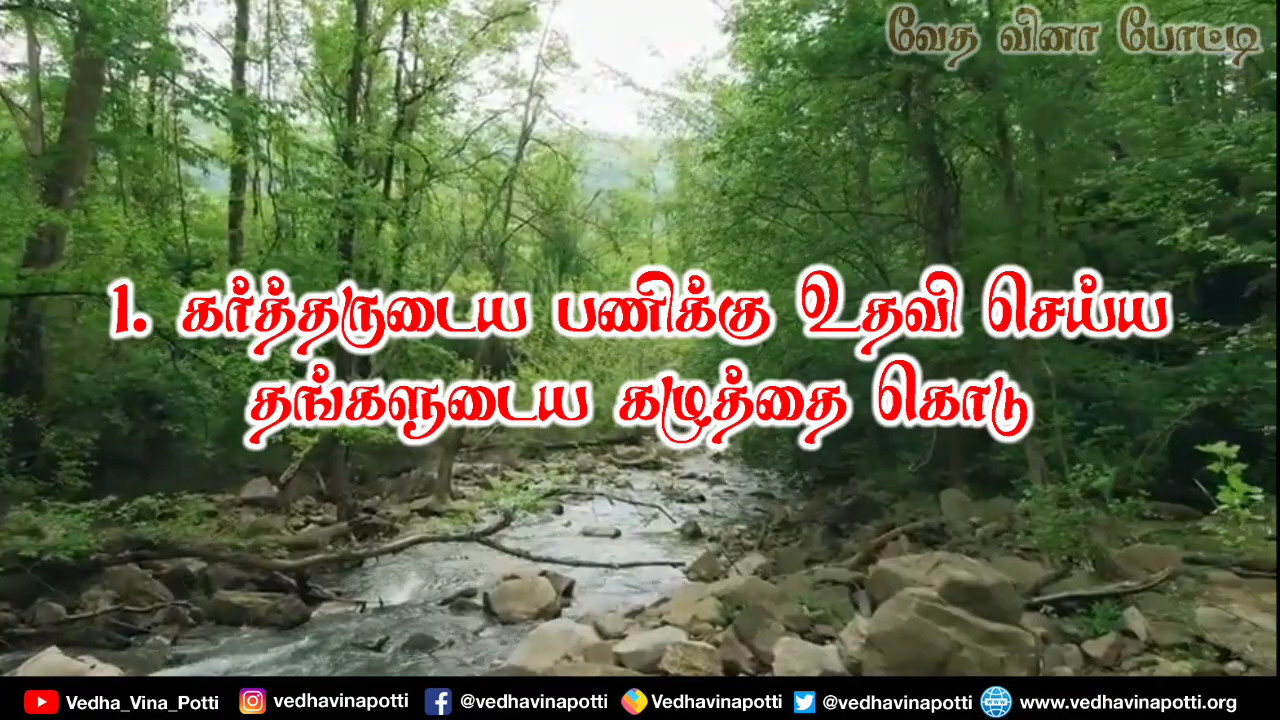 வேத வினா போட்டி
1. கர்த்தருடைய பணிக்கு உதவி செய்ய
தங்களுடைய கழுத்தை கொடு
Vedha_Vina_Potti vedhavinapotti @vedhavinapotti Vedhavinapotti @vedhavinapotti www.vedhavinapotti.org